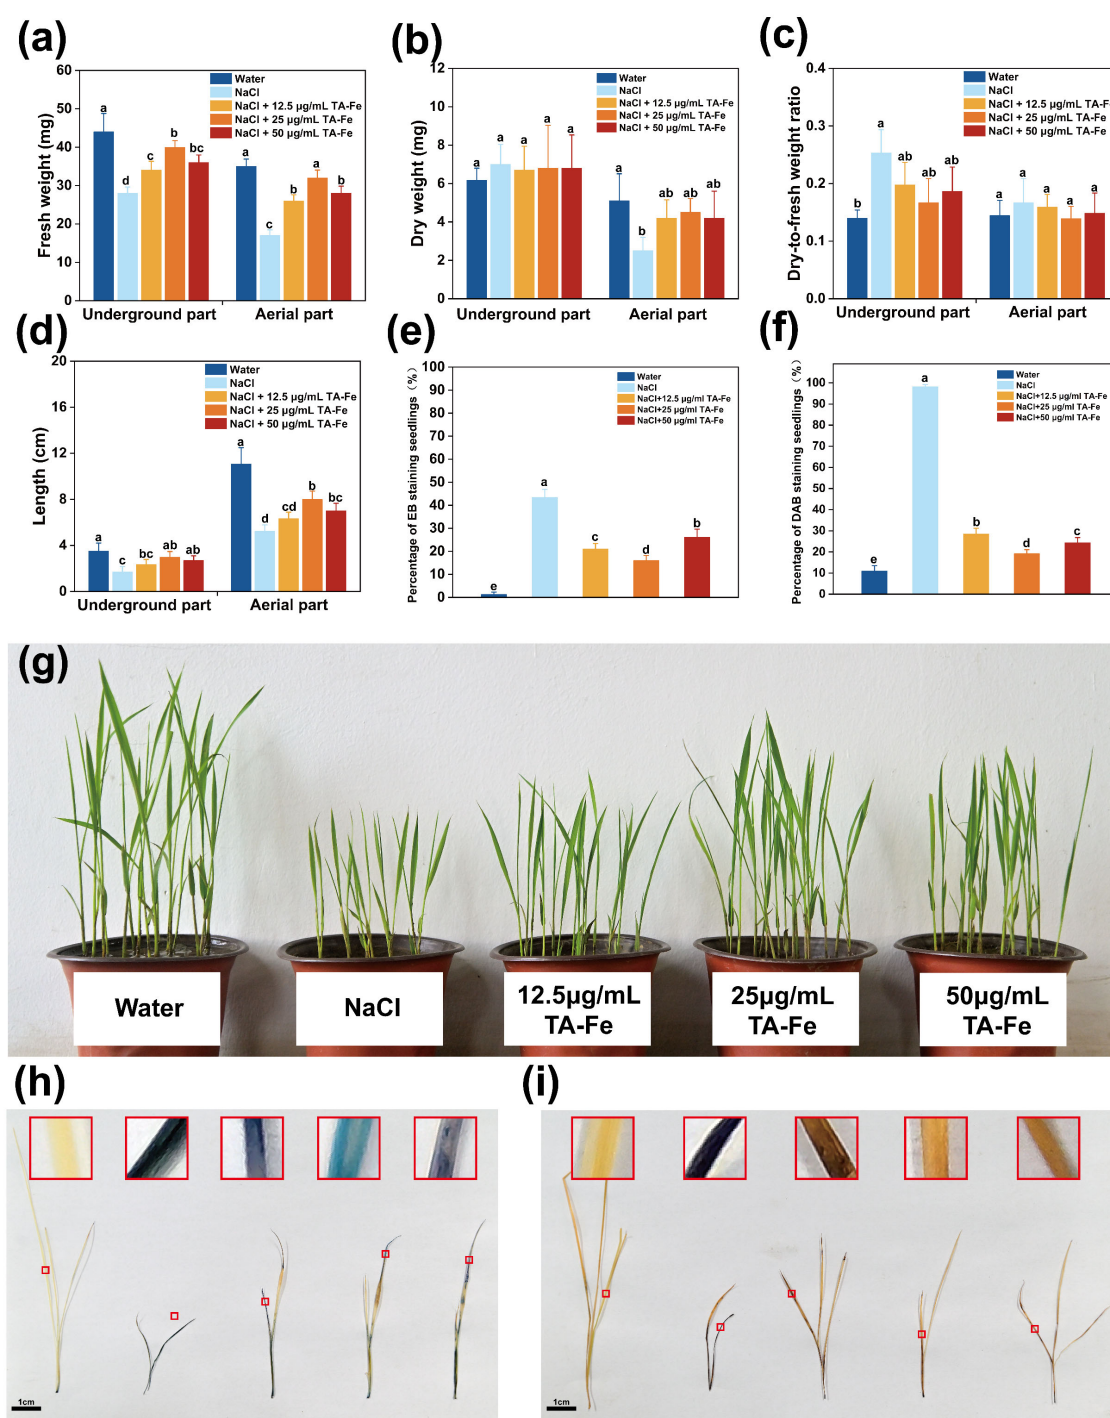 (a)
Fresh weight (mg)
60
50
40
30
20
10
0
Water
NaCl
NaCl + 12.5 μg/mL TA-Fe
NaCl + 25 μg/mL TA-Fe
NaCl + 50 μg/mL TA-Fe
a
d
c
b
bc
a
c
b
a
b
Underground part
Aerial part
(b)
Dry weight (mg)
12
10
8
6
4
2
0
Water
NaCl
NaCl + 12.5 μg/mL TA-Fe
NaCl + 25 μg/mL TA-Fe
NaCl + 50 μg/mL TA-Fe
a
a
a
a
a
a
b
ab
ab
ab
Underground part
Aerial part
(c)
Dry-to-fresh weight ratio
0.4
0.3
0.2
0.1
0.0
Water
NaCl
NaCl + 12.5 μg/mL TA-Fe
NaCl + 25 μg/mL TA-Fe
NaCl + 50 μg/mL TA-Fe
b
a
ab
ab
ab
a
a
a
a
a
Underground part
Aerial part
(d)
Length (cm)
20
16
12
8
4
0
Water
NaCl
NaCl + 12.5 μg/mL TA-Fe
NaCl + 25 μg/mL TA-Fe
NaCl + 50 μg/mL TA-Fe
a
c
bc
ab
ab
a
d
cd
b
bc
Underground part
Aerial part
(e)
Percentage of EB staining seedlings (%)
100
90
80
70
60
50
40
30
20
10
0
Water
NaCl
NaCl+12.5 μg/ml TA-Fe
NaCl+25 μg/ml TA-Fe
NaCl+50 μg/ml TA-Fe
e
a
c
d
b
(f)
Percentage of DAB staining seedlings (%)
100
90
80
70
60
50
40
30
20
10
0
Water
NaCl
NaCl+12.5 μg/ml TA-Fe
NaCl+25 μg/ml TA-Fe
NaCl+50 μg/ml TA-Fe
e
a
b
d
c
(g)
Water
NaCl
12.5μg/mL
TA-Fe
25μg/mL
TA-Fe
50μg/mL
TA-Fe
(h)
1cm
(i)
1cm